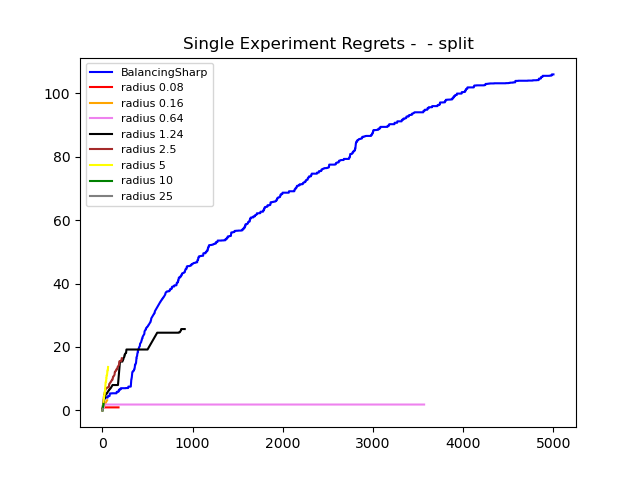 Single Experiment Regrets -  - split
BalancingSharp
radius 0.08
radius 0.16
radius 0.64
radius 1.24
radius 2.5
radius 5
radius 10
radius 25
100
80
60
40
20
0
0 1000 2000 3000 4000 5000